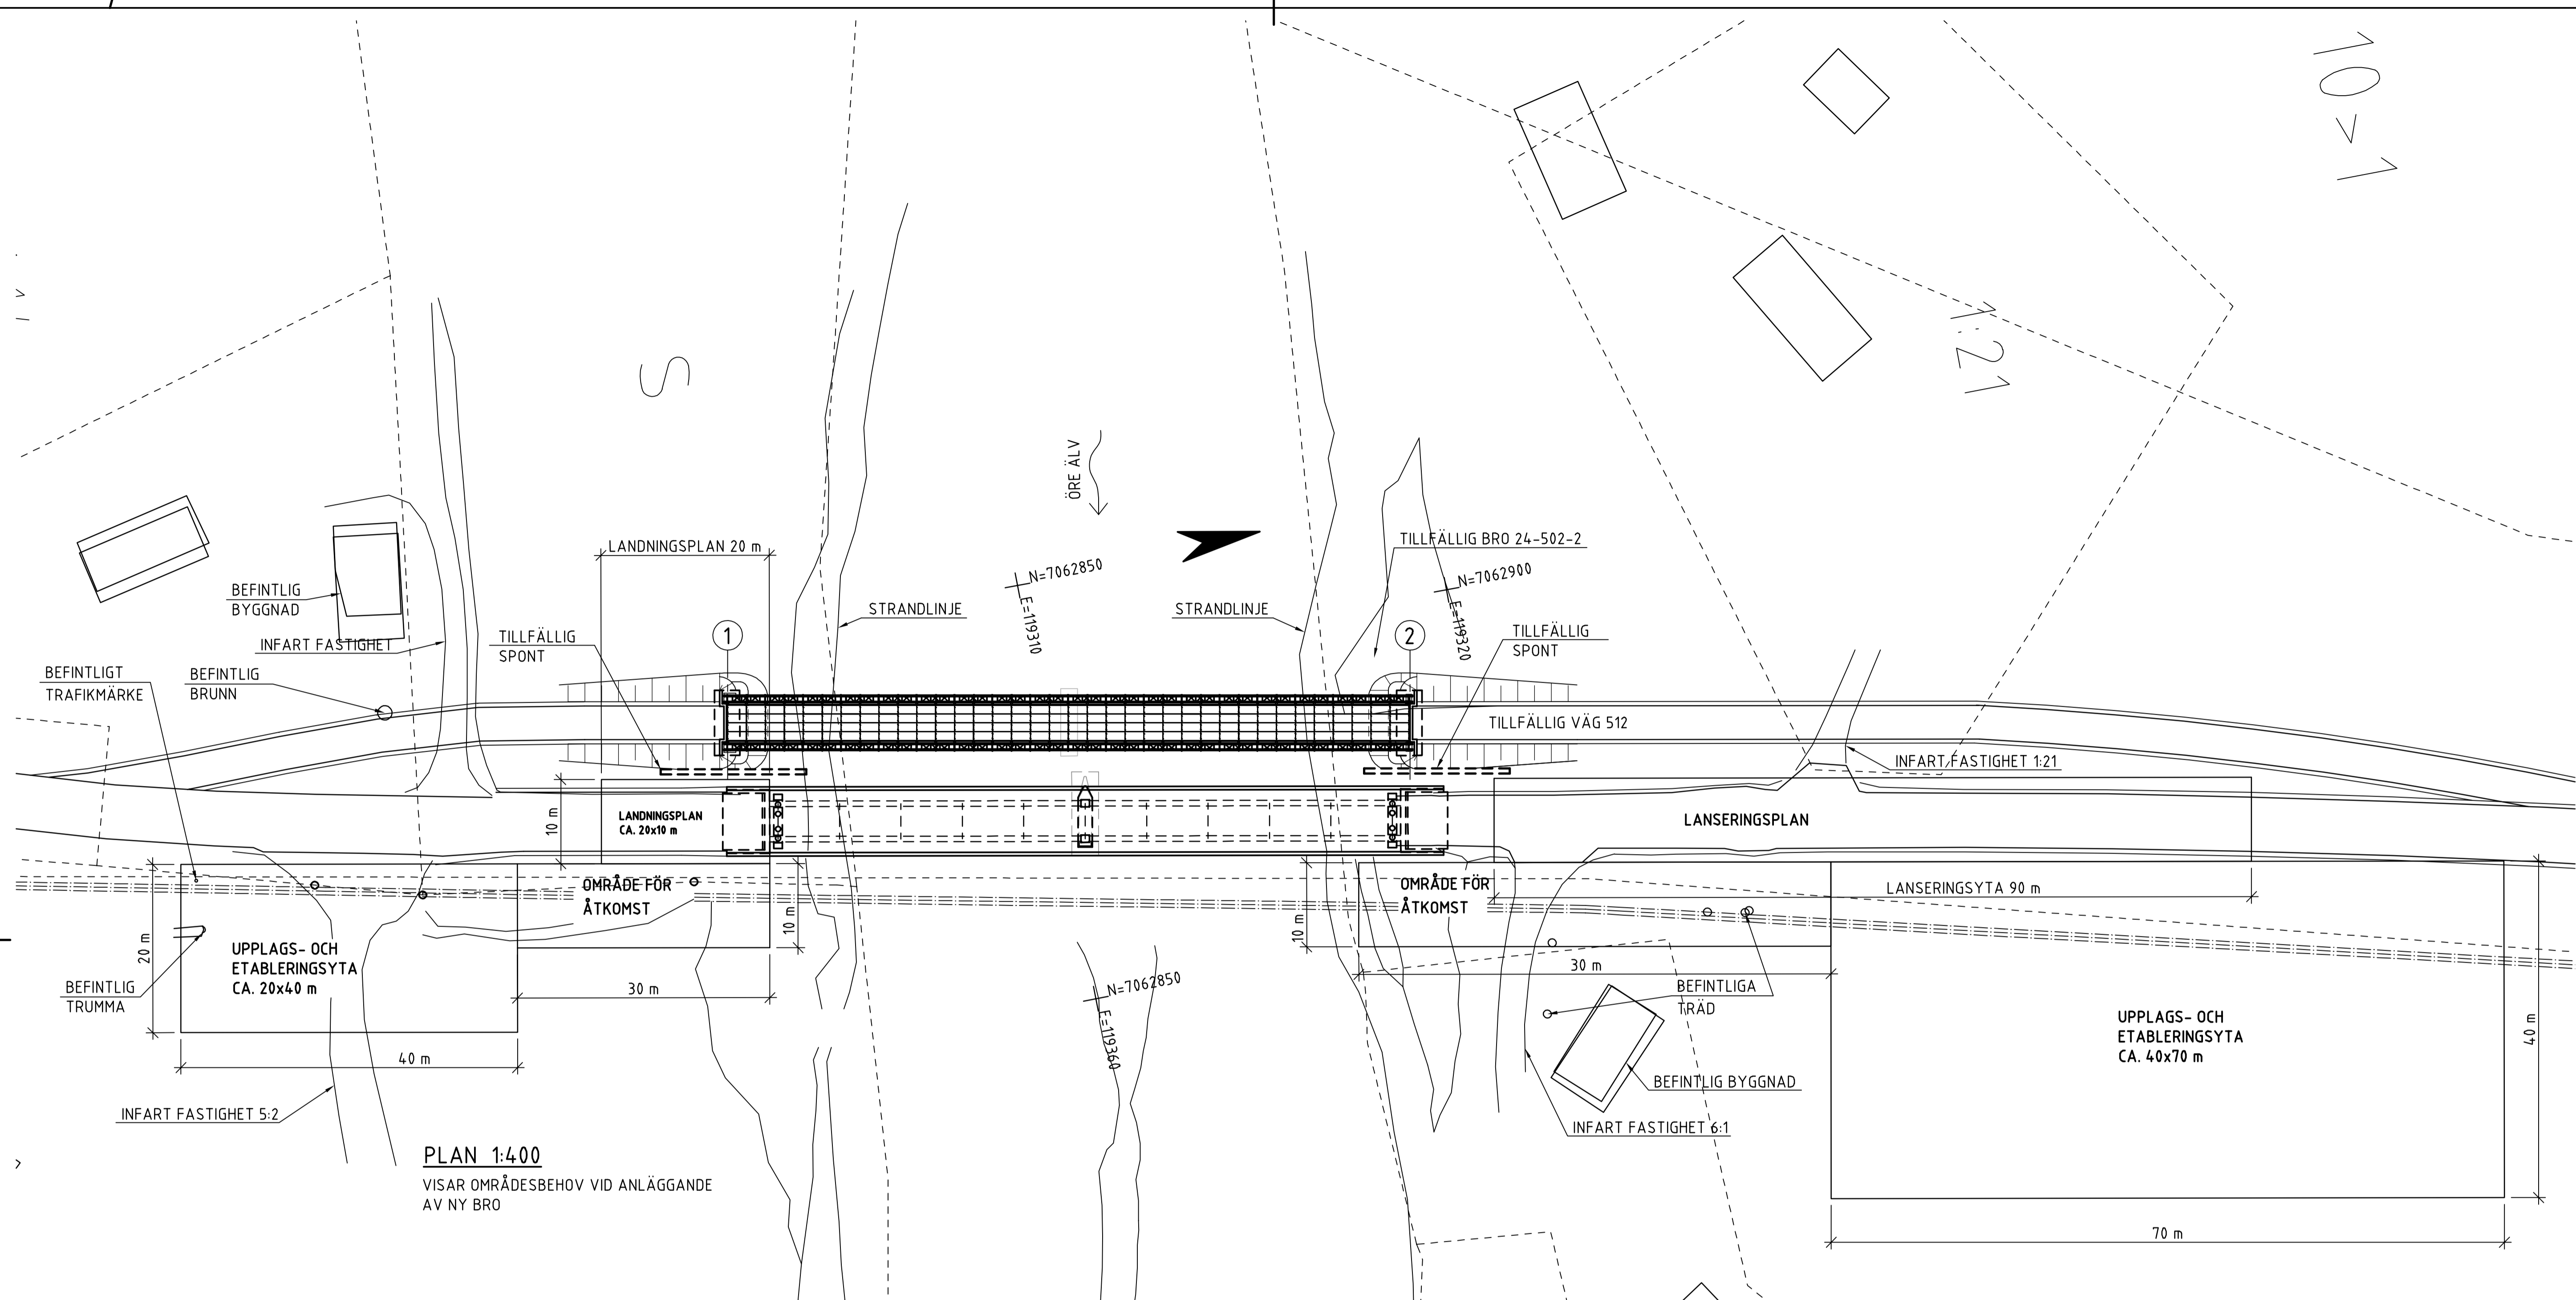 10>1
1:21
S
ÖRE ÄLV
LANDNINGSPLAN 20 m
TILLFÄLLIG BRO 24-502-2
N=7062850
E=119310
N=7062900
E=119320
BEFINTLIG
BYGGNAD
INFART FASTIGHET
STRANDLINJE
STRANDLINJE
TILLFÄLLIG
SPONT
1
2
TILLFÄLLIG
SPONT
BEFINTLIGT
TRAFIKMÄRKE
BEFINTLIG
BRUNN
TILLFÄLLIG VÄG 512
INFART FASTIGHET 1:21
10 m
LANDNINGSPLAN
CA. 20x10 m
LANSERINGSPLAN
OMRÅDE FÖR
ÅTKOMST
10 m
OMRÅDE FÖR
ÅTKOMST
10 m
LANSERINGSYTA 90 m
20 m
UPPLAGS- OCH
ETABLERINGSYTA
CA. 20x40 m
BEFINTLIG
TRUMMA
30 m
N=7062850
E=119360
30 m
BEFINTLIGA
TRÄD
UPPLAGS- OCH
ETABLERINGSYTA
CA. 40x70 m
40 m
40 m
INFART FASTIGHET 5:2
BEFINTLIG BYGGNAD
INFART FASTIGHET 6:1
PLAN 1:400
VISAR OMRÅDESBEHOV VID ANLÄGGANDE
AV NY BRO
70 m